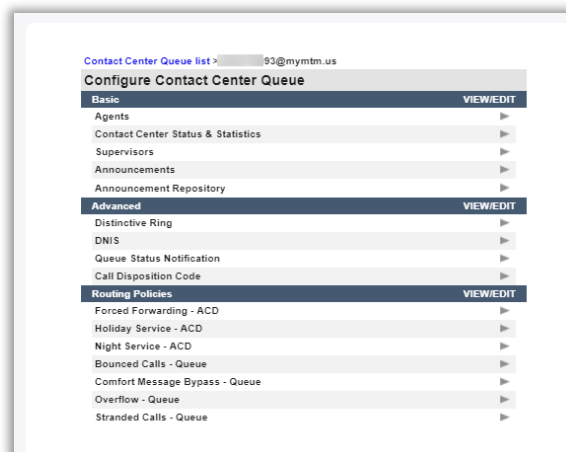 Contact Center Queue list > 93@mymtm.us
Configure Contact Center Queue
Basic VIEW/EDIT
Agents
Contact Center Status & Statistics
Supervisors
Announcements
Announcement Repository
Advanced VIEW/EDIT
Distinctive Ring
DNIS
Queue Status Notification
Call Disposition Code
Routing Policies VIEW/EDIT
Forced Forwarding - ACD
Holiday Service - ACD
Night Service - ACD
Bounced Calls - Queue
Comfort Message Bypass - Queue
Overflow - Queue
Stranded Calls - Queue